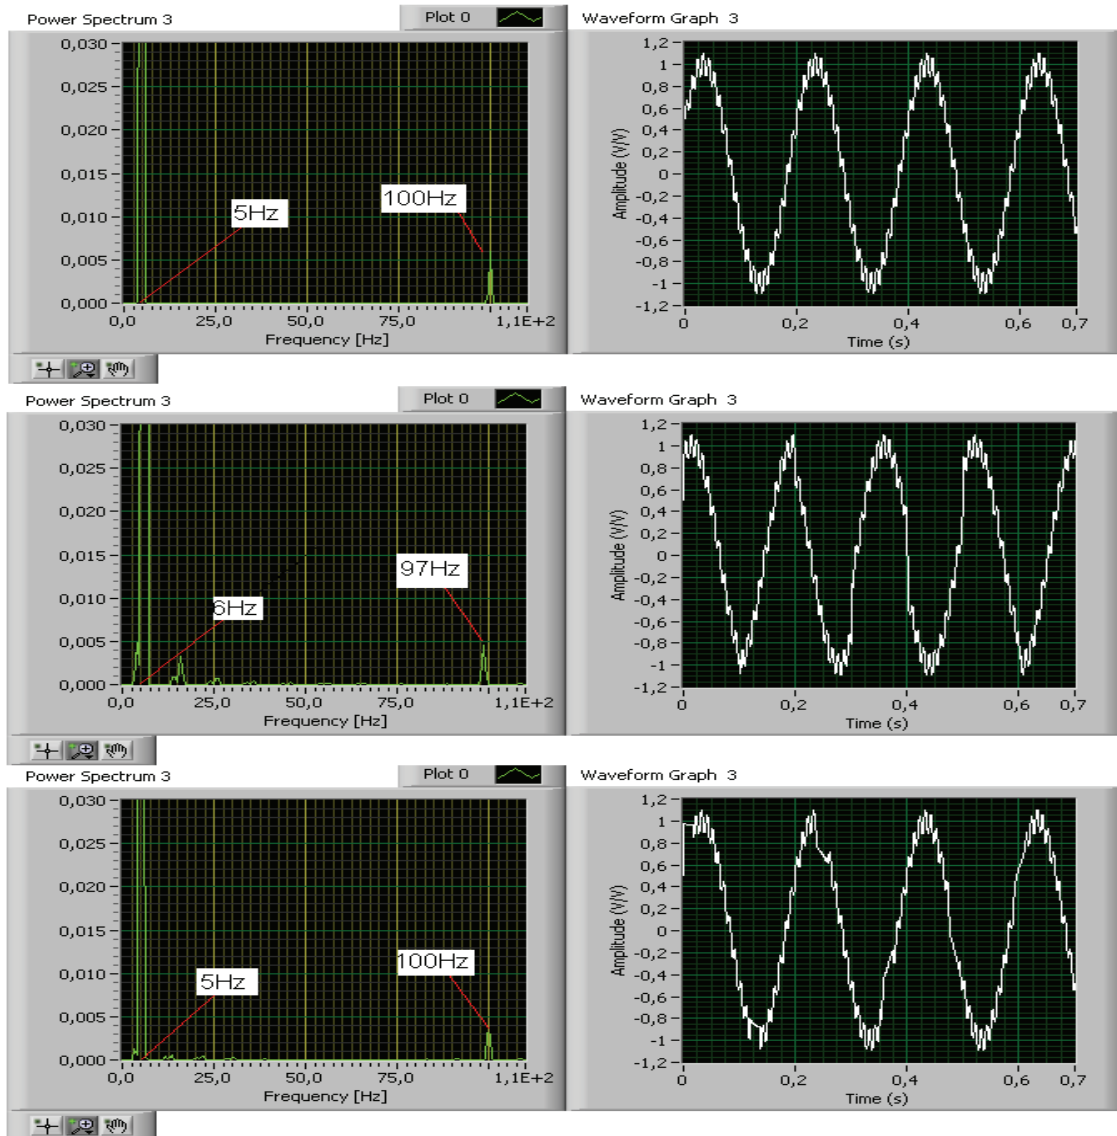 Power Spectrum 3
Plot 0
0,030
0,025
0,020
0,015
0,010
0,005
0,000
5Hz
100Hz
0,0 25,0 50,0 75,0 1,1E+2
Frequency [Hz]
Waveform Graph 3
1,2
1
0,8
0,6
0,4
0,2
0
-0,2
-0,4
-0,6
-0,8
-1
-1,2
Amplitude (V/V)
0 0,2 0,4 0,6 0,7
Time (s)
Power Spectrum 3
Plot 0
0,030
0,025
0,020
0,015
0,010
0,005
0,000
6Hz
97Hz
0,0 25,0 50,0 75,0 1,1E+2
Frequency [Hz]
Waveform Graph 3
1,2
1
0,8
0,6
0,4
0,2
0
-0,2
-0,4
-0,6
-0,8
-1
-1,2
Amplitude (V/V)
0 0,2 0,4 0,6 0,7
Time (s)
Power Spectrum 3
Plot 0
0,030
0,025
0,020
0,015
0,010
0,005
0,000
5Hz
100Hz
0,0 25,0 50,0 75,0 1,1E+2
Frequency [Hz]
Waveform Graph 3
1,2
1
0,8
0,6
0,4
0,2
0
-0,2
-0,4
-0,6
-0,8
-1
-1,2
Amplitude (V/V)
0 0,2 0,4 0,6 0,7
Time (s)